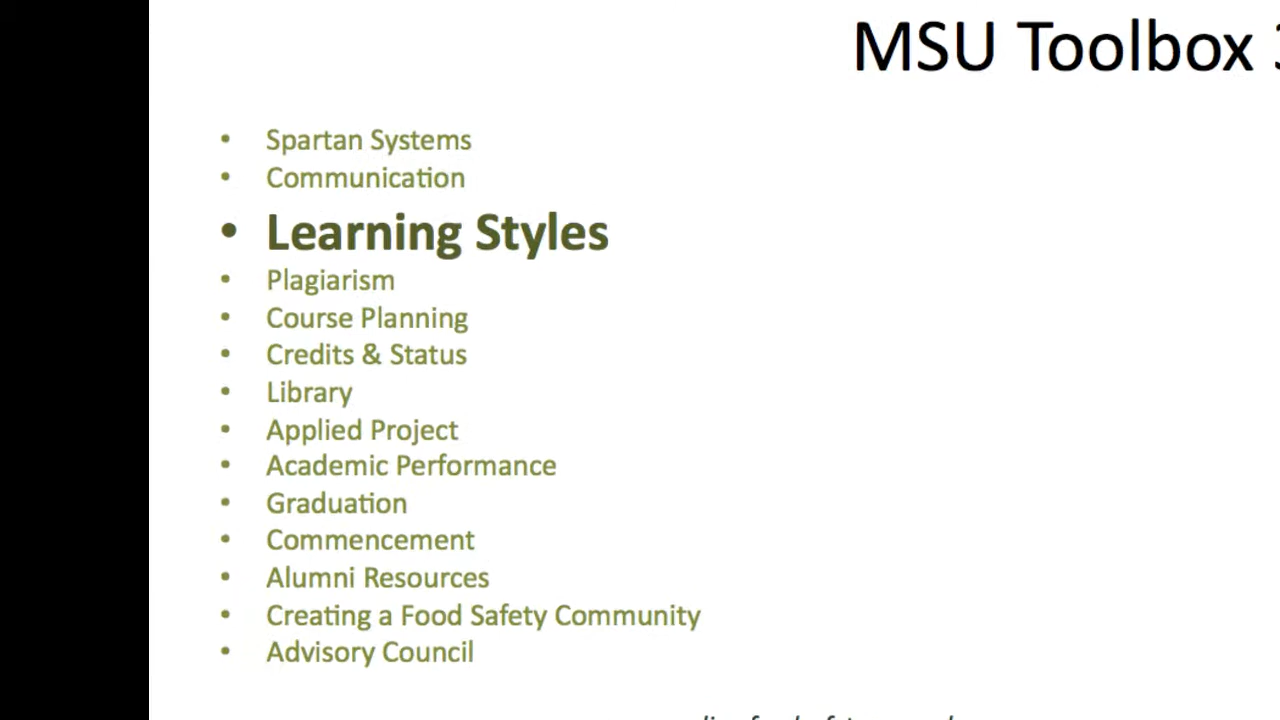 MSU Toolbox
• Spartan Systems
• Communication
• Learning Styles
• Plagiarism
• Course Planning
• Credits & Status
• Library
• Applied Project
• Academic Performance
• Graduation
• Commencement
• Alumni Resources
• Creating a Food Safety Community
• Advisory Council